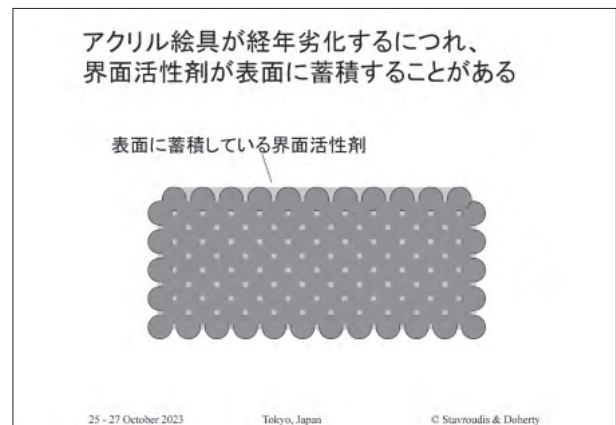 アクリル絵具が経年劣化するにつれ、
界面活性剤が表面に蓄積することがある
表面に蓄積している界面活性剤
25 - 27 October 2023 Tokyo, Japan © Stavroudis & Doherty